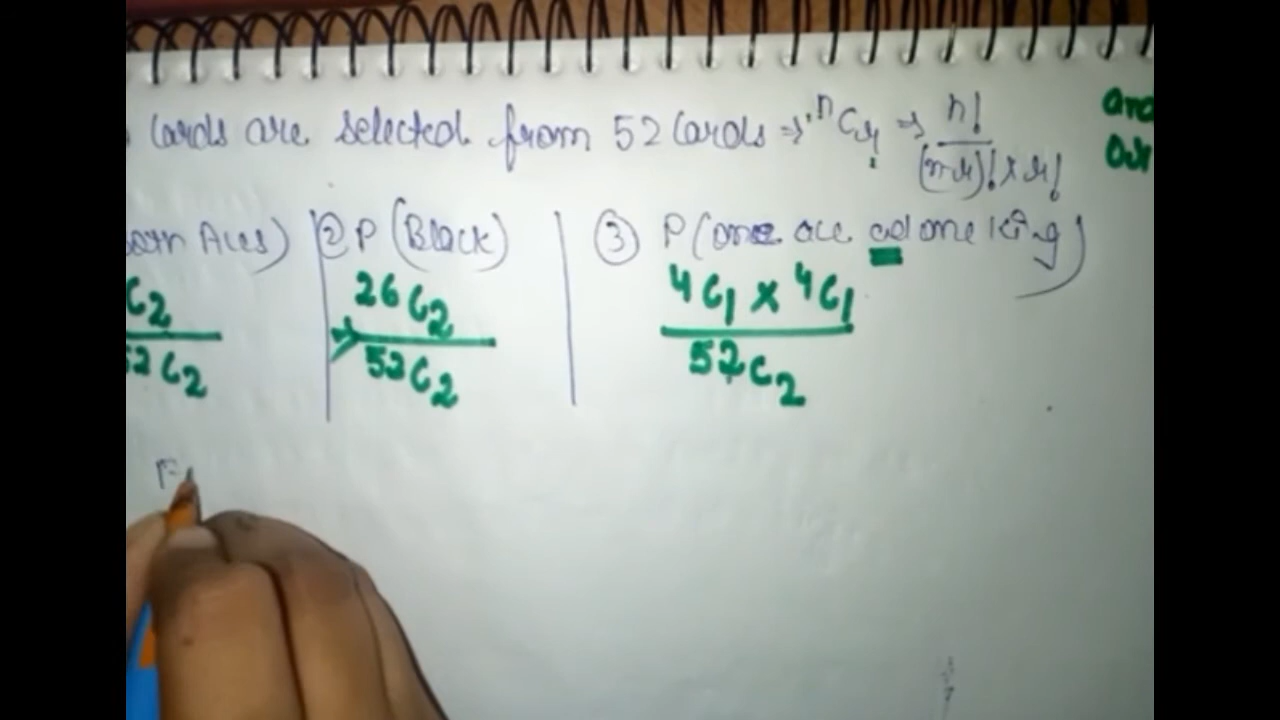 Cards are selected from 52 Cards ⇒ nCr ⇒ n! / (n-r)! × r!
Aces) | ② P (Black) | ③ P (one ace and one king)
C2 / 52C2
26C2 / 52C2
4C1 × 4C1 / 52C2